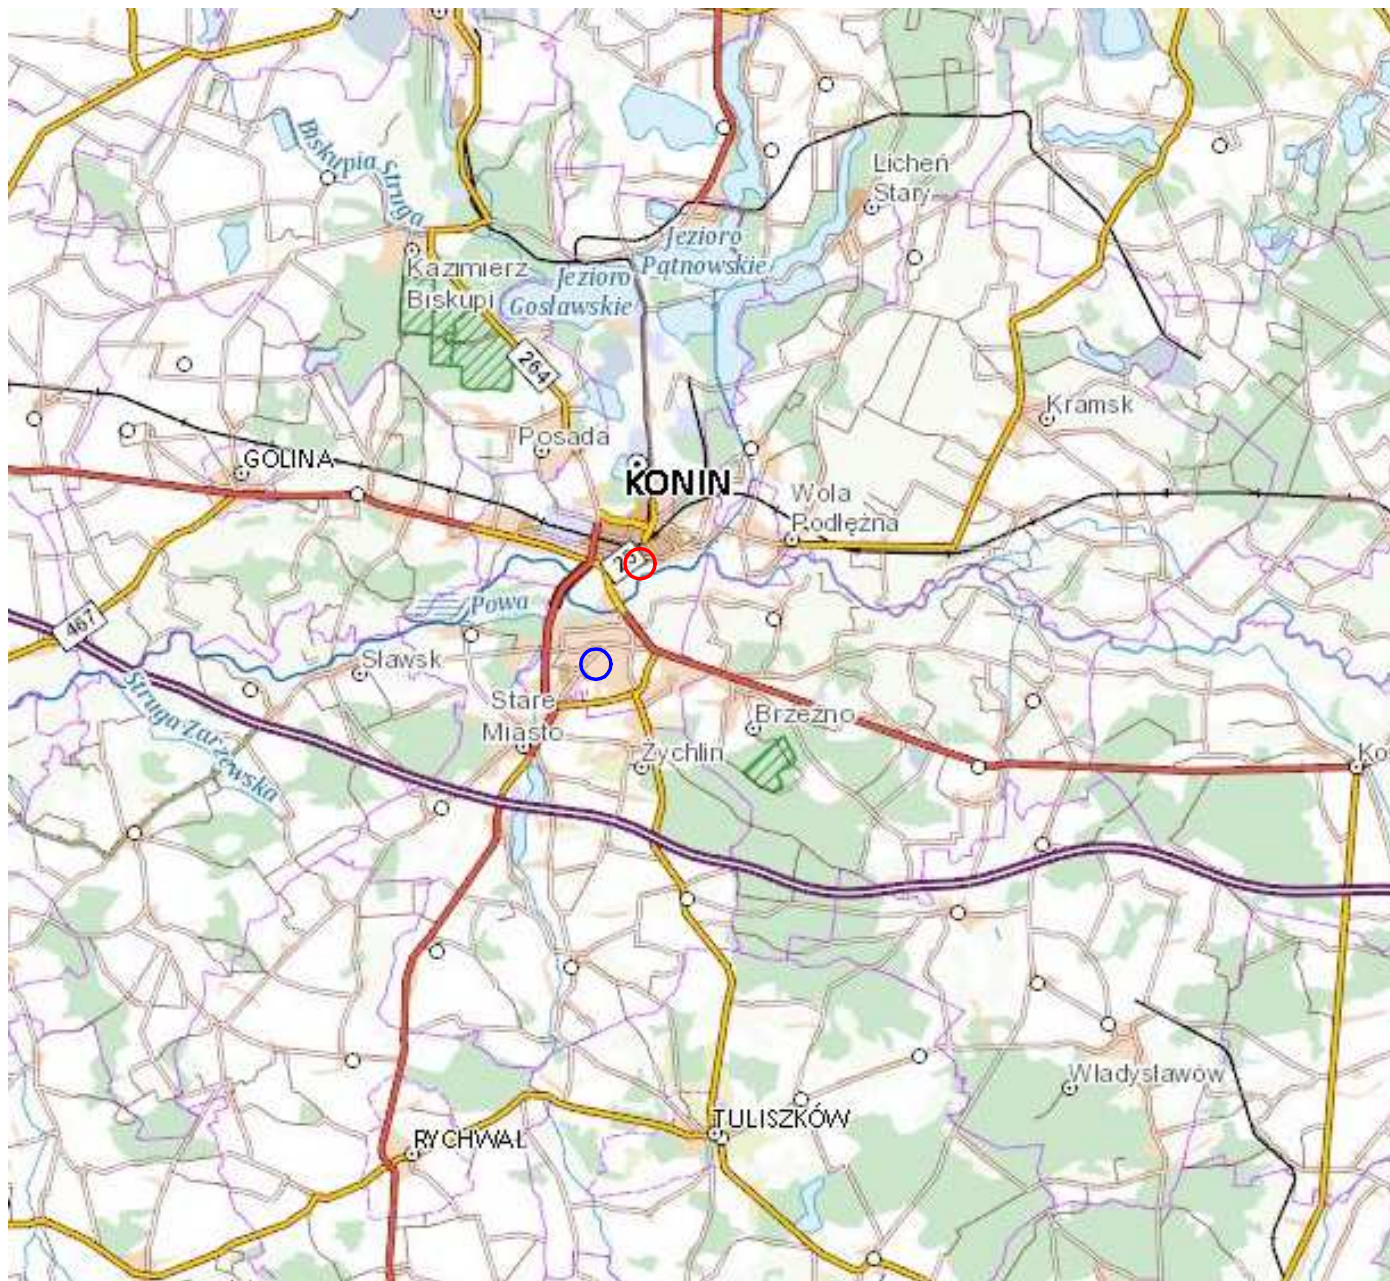 Biskupia Struga
Licheń
Stary
Jezioro
Pątnowskie
Kazimierz
Biskupi
Jezioro
Gosławskie
264
Kramsk
Posada
GOLINA
KONIN
Wola
Podłężna
Powa
467
Sławsk
Struga Zarzewska
Stare
Miasto
Brzeźno
Żychlin
Władysławów
TULISZKÓW
RYCHWAŁ